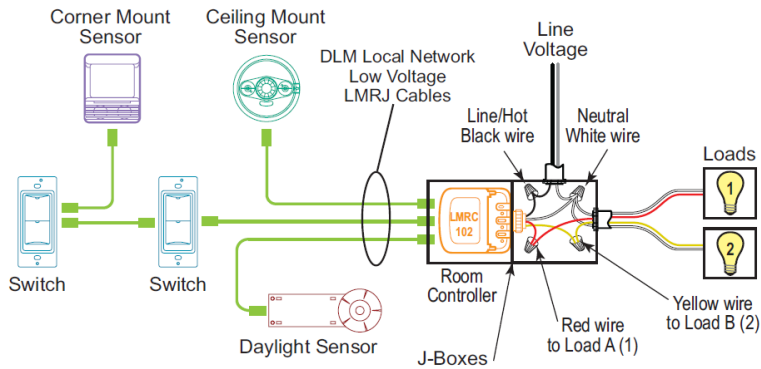 Corner Mount
Sensor
Ceiling Mount
Sensor
DLM Local Network
Low Voltage
LMRJ Cables
Line
Voltage
Line/Hot
Black wire
Neutral
White wire
Loads
1
2
LMRC
102
Switch
Switch
Room
Controller
Daylight Sensor
J-Boxes
Red wire
to Load A (1)
Yellow wire
to Load B (2)